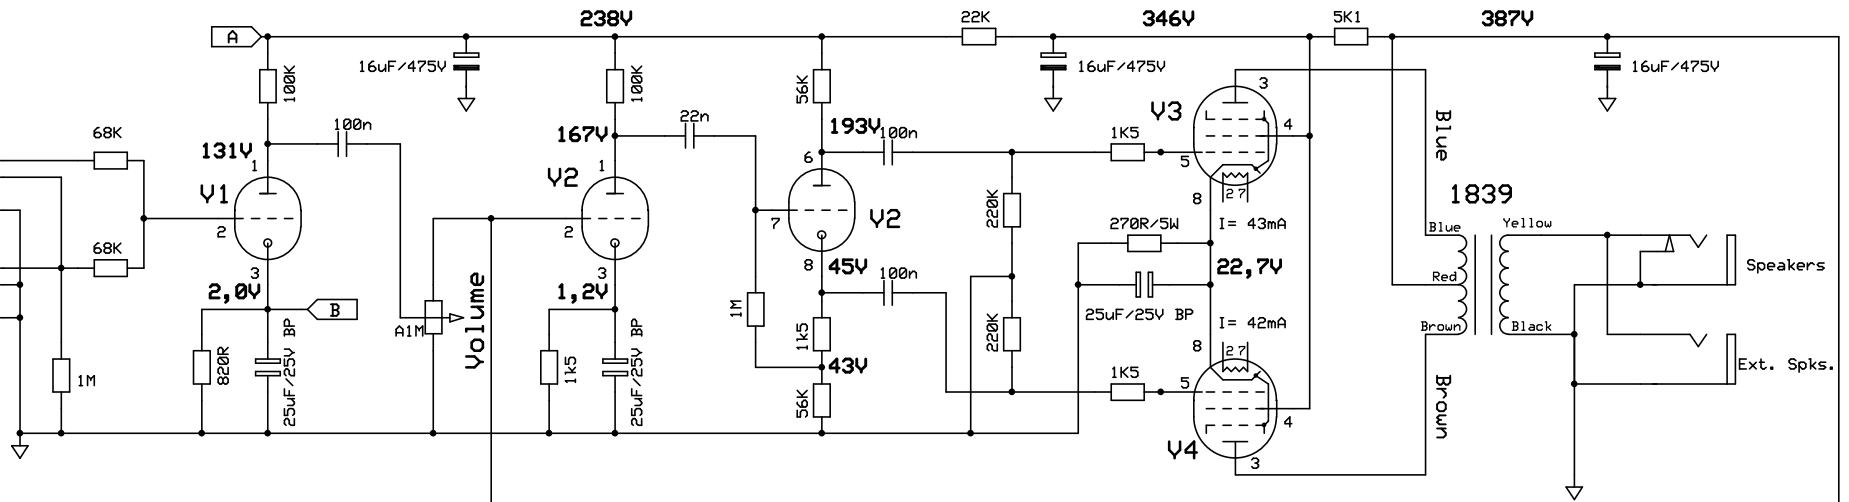 238V
22K
346V
5K1
387V
A
100K
16uF/475V
100K
56K
16uF/475V
3
16uF/475V
V3
4
5
68K
131V
100n
1
V1
2
3
2,0V
167V
22n
1
V2
2
3
1,2V
193V
100n
6
7
V2
8
45V
100n
1K5
27
8
I= 43mA
Blue
1839
68K
220K
270R/5W
22,7V
25uF/25V BP
Blue
Yellow
Red
Speakers
Brown
Black
B
A1M
Volume
1M
1k5
43V
220K
I= 42mA
8
27
1M
820R
25uF/25V BP
1k5
25uF/25V BP
56K
1K5
5
4
V4
3
Brown
Ext. Spks.